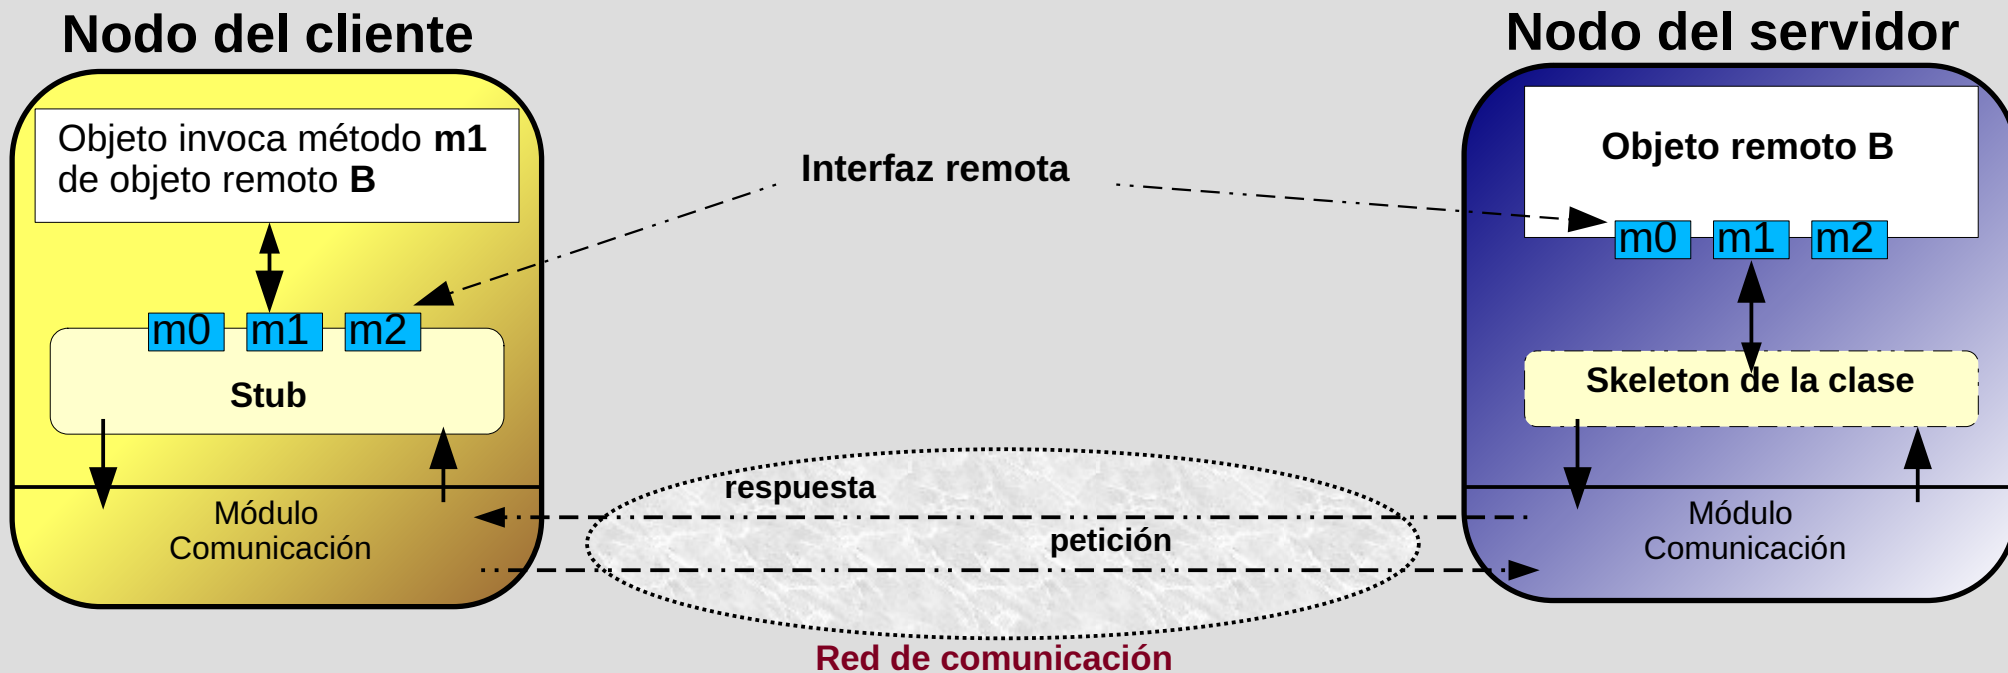 Nodo del cliente
Objeto invoca método m1
de objeto remoto B
m0 m1 m2
Stub
Módulo
Comunicación
Interfaz remota
respuesta
petición
Red de comunicación
Nodo del servidor
Objeto remoto B
m0 m1 m2
Skeleton de la clase
Módulo
Comunicación